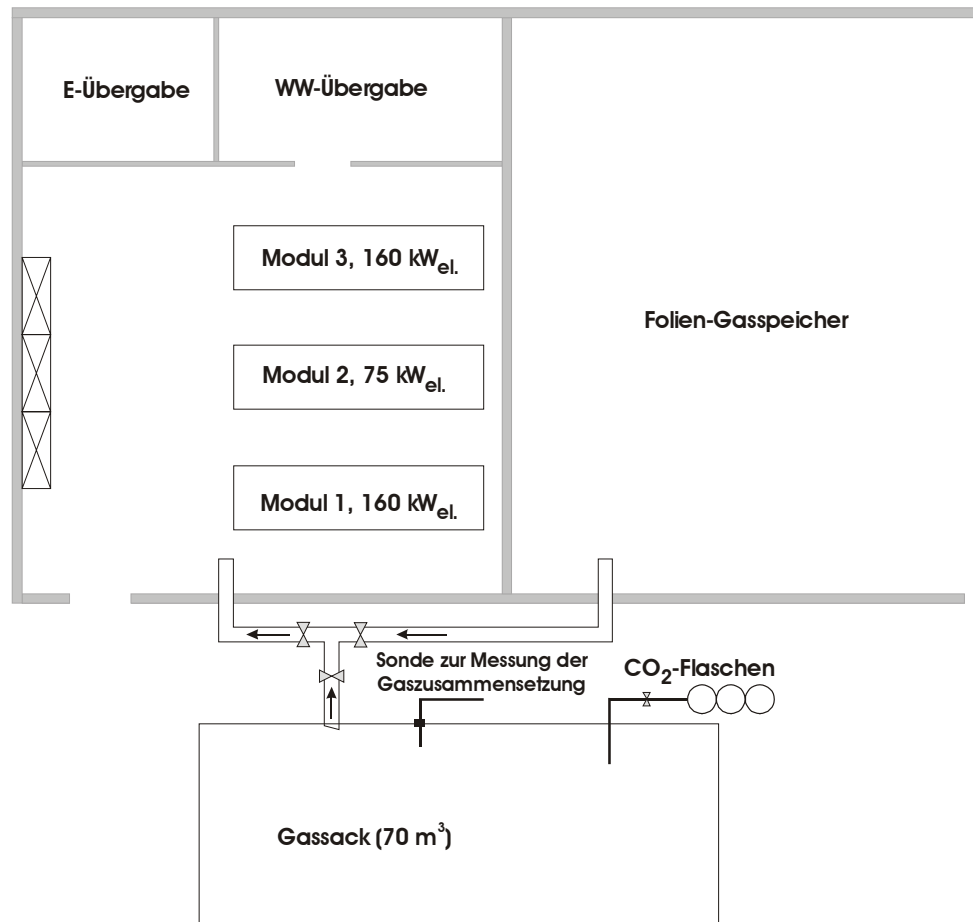 E-Übergabe
WW-Übergabe
Modul 3, 160 kWel.
Folien-Gasspeicher
Modul 2, 75 kWel.
Modul 1, 160 kWel.
Sonde zur Messung der
Gaszusammensetzung
CO2-Flaschen
Gassack (70 m³)